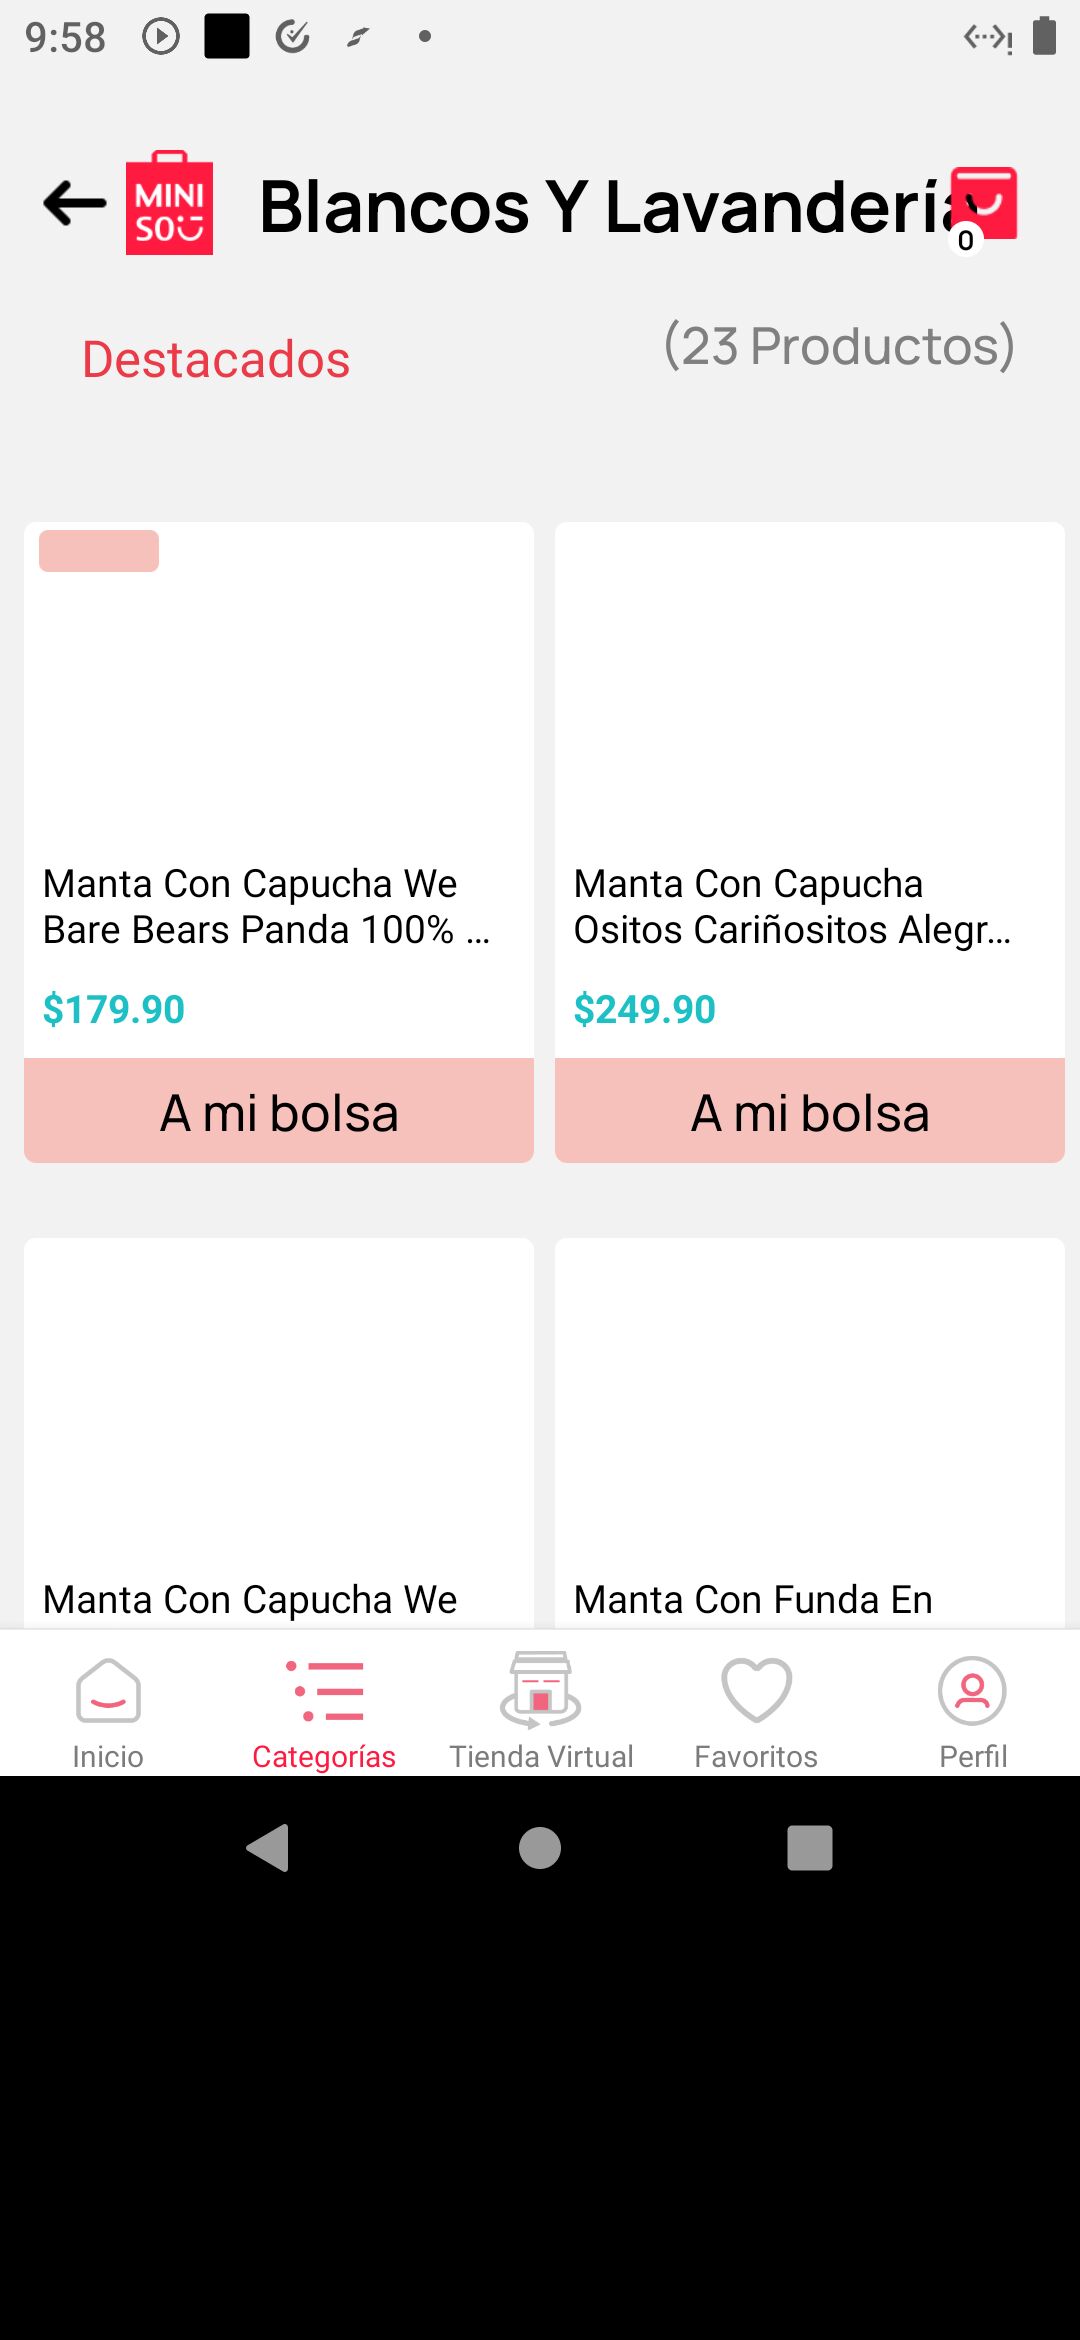 9:58
MINI
SO
Blancos Y Lavandería
0
Destacados
(23 Productos)
Manta Con Capucha We
Bare Bears Panda 100% ...
$179.90
A mi bolsa
Manta Con Capucha
Ositos Cariñositos Alegr...
$249.90
A mi bolsa
Manta Con Capucha We
Manta Con Funda En
Inicio
Categorías
Tienda Virtual
Favoritos
Perfil